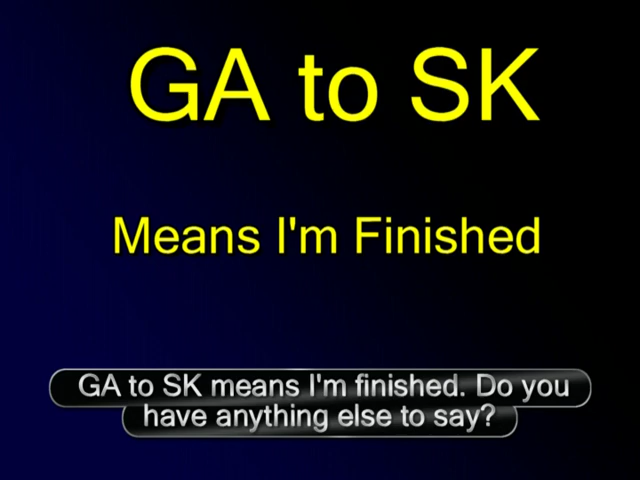 GA to SK
Means I'm Finished
GA to SK means I'm finished. Do you
have anything else to say?